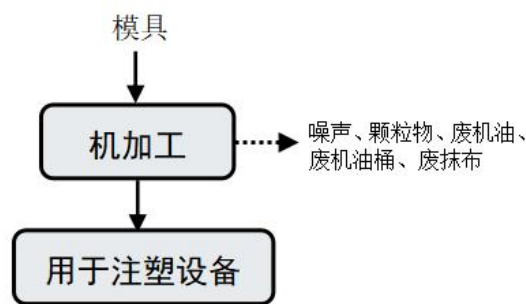 模具
机加工
噪声、颗粒物、废机油、
废机油桶、废抹布
用于注塑设备